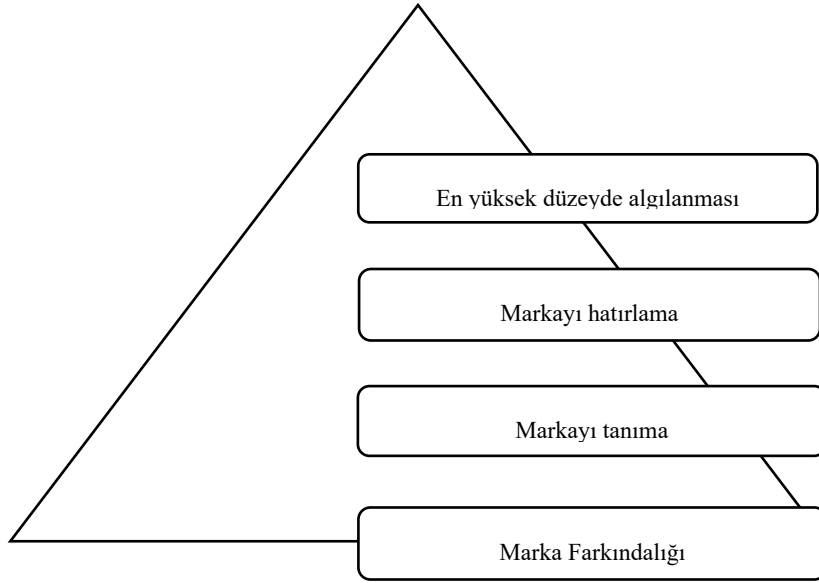 En yüksek düzeyde algılanması
Markayı hatırlama
Markayı tanıma
Marka Farkındalığı